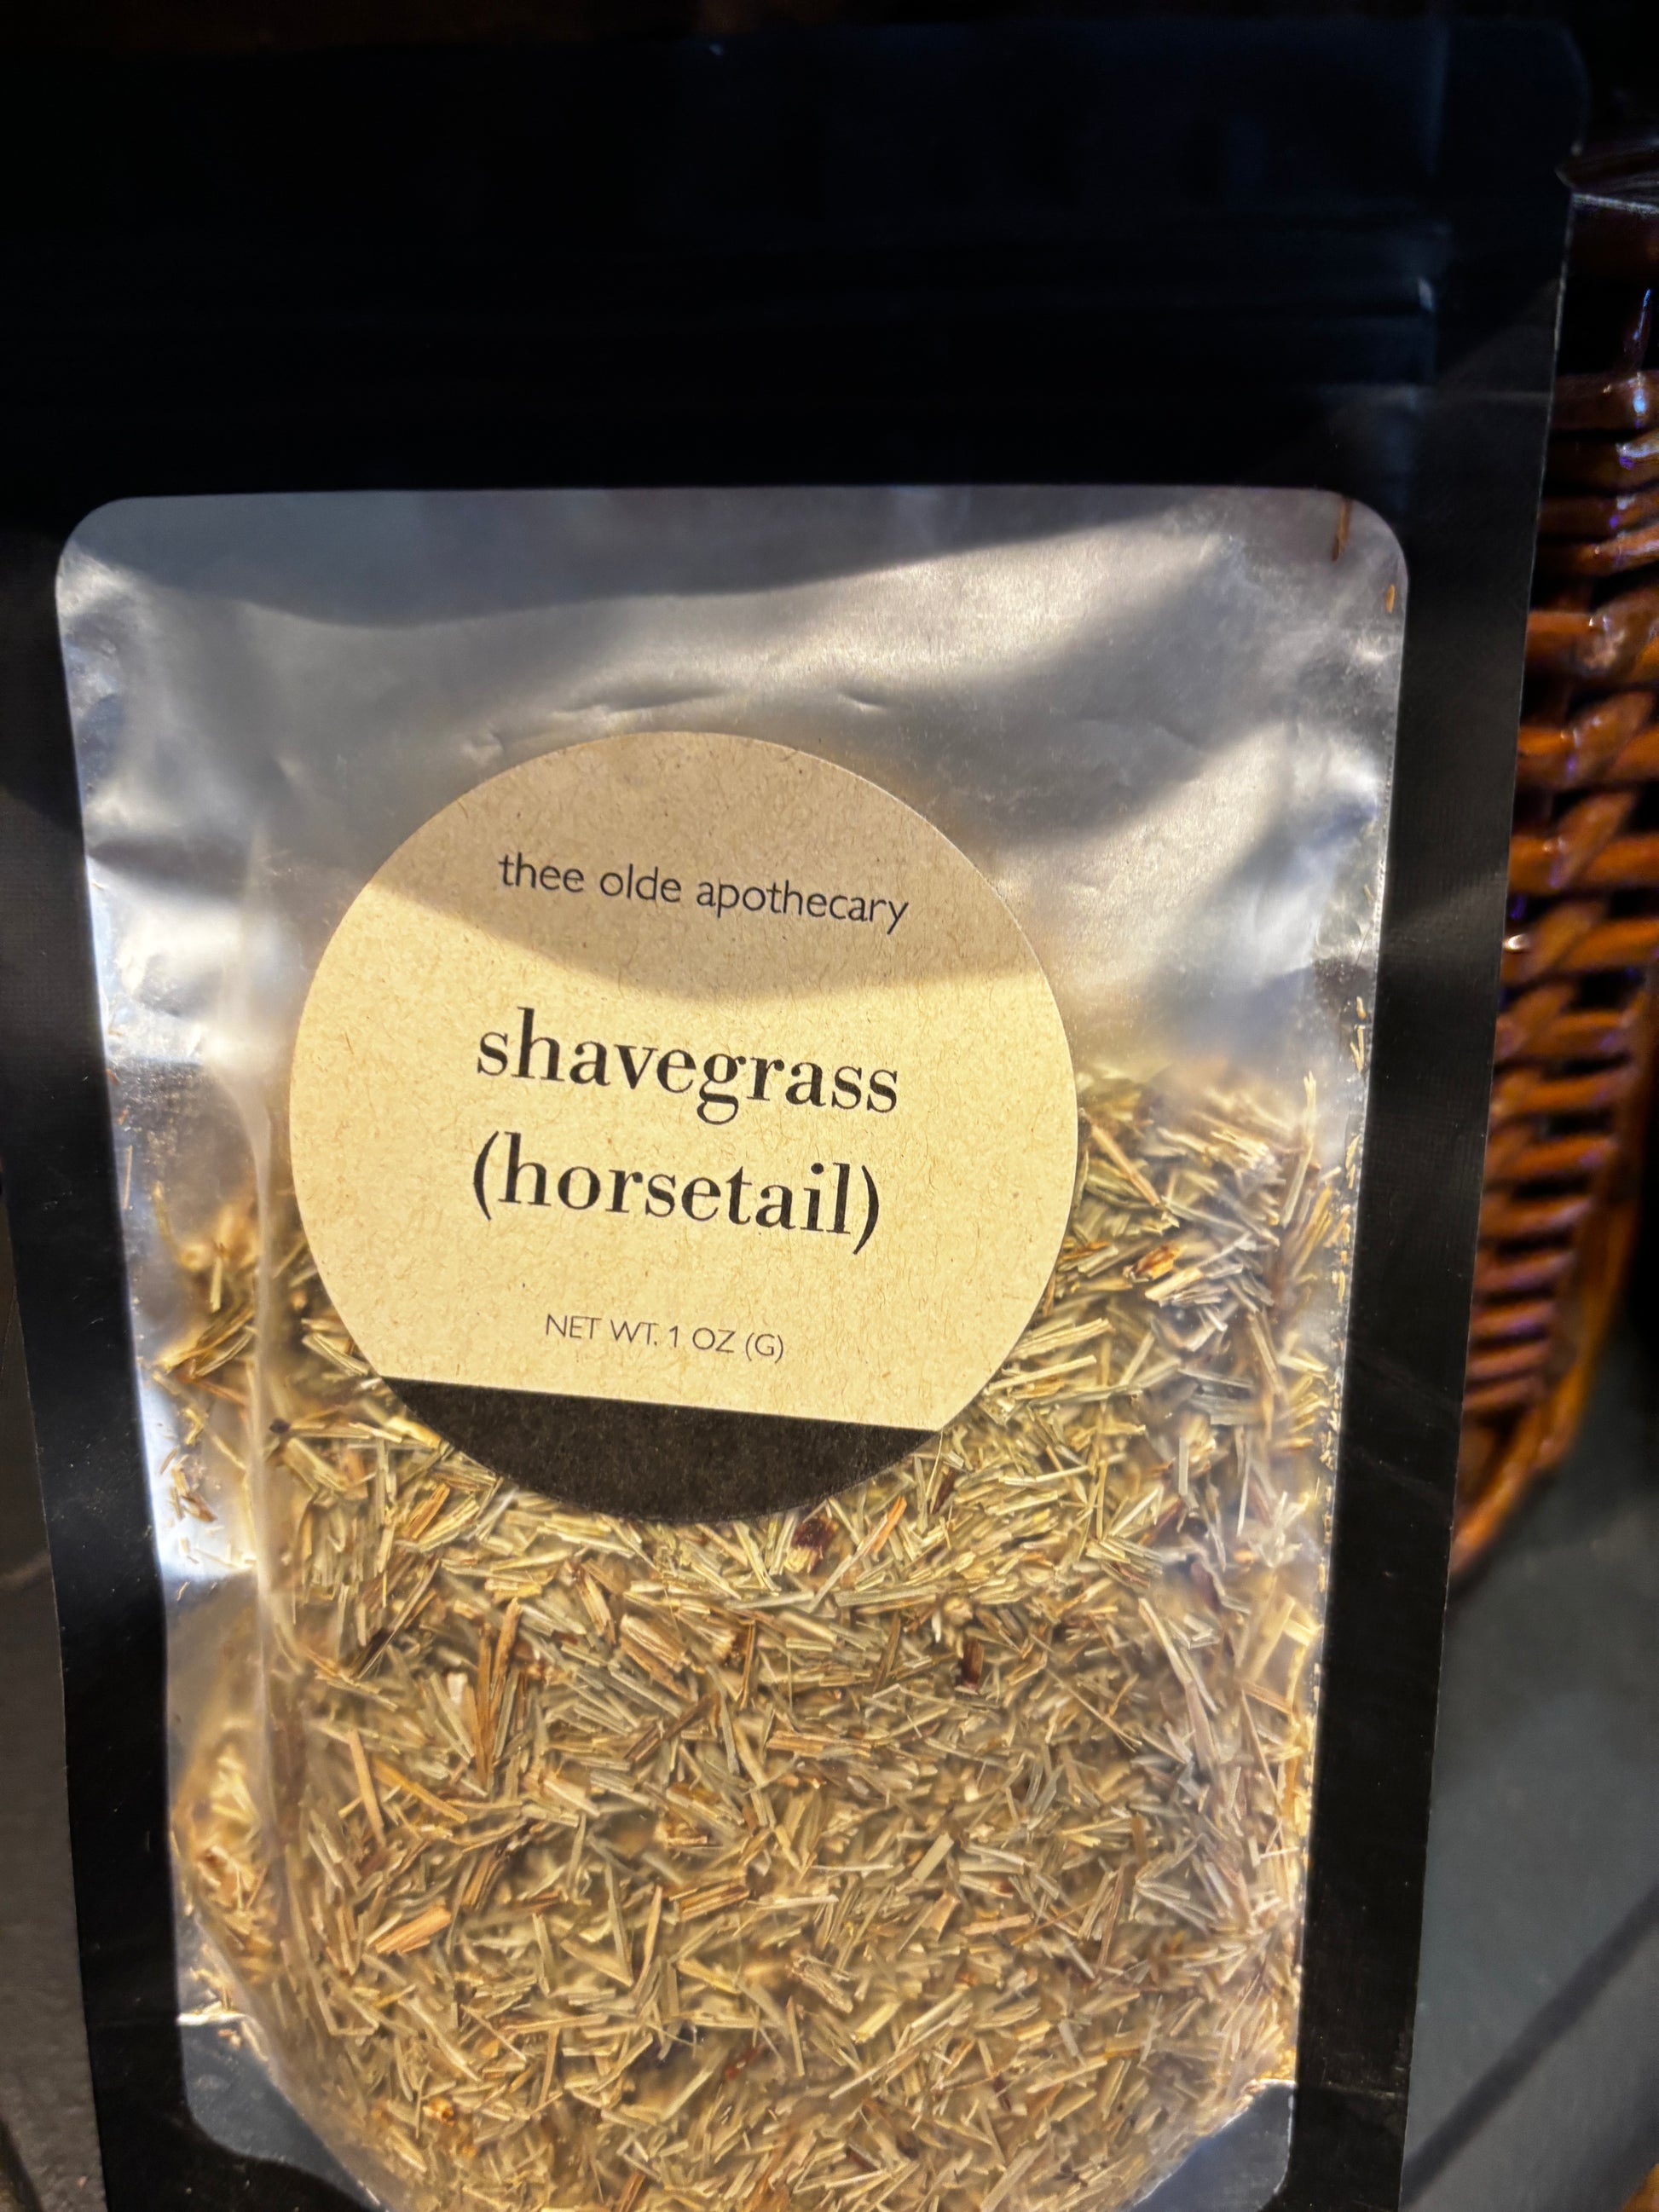 thee olde apothecary
shavegrass
(horsetail)
NET WT. 1 OZ (G)